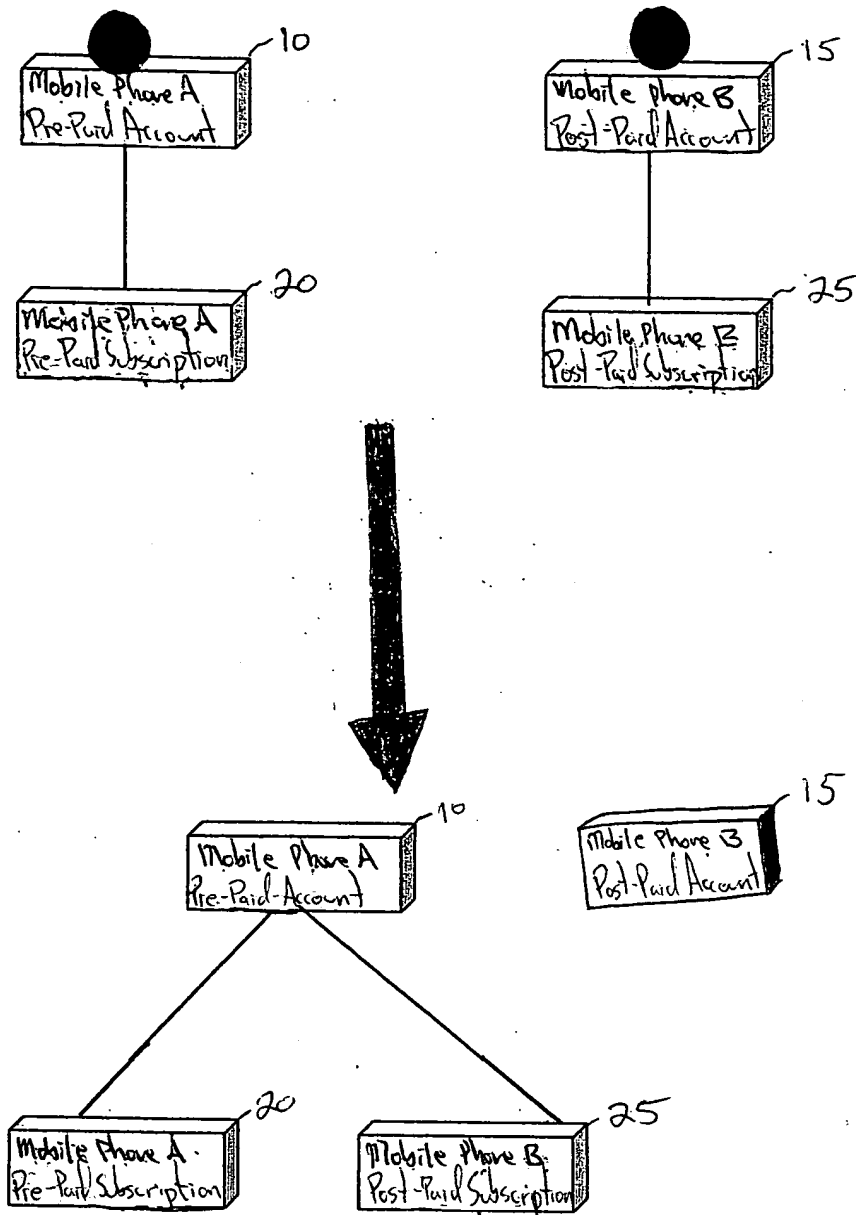 10
Mobile Phone A
Pre-Paid Account
15
Mobile Phone B
Post-Paid Account
20
Mobile Phone A
Pre-Paid Subscription
25
Mobile Phone B
Post-Paid Subscription
10
Mobile Phone A
Pre-Paid-Account
15
Mobile Phone B
Post-Paid Account
20
Mobile Phone A
Pre-Paid Subscription
25
Mobile Phone B
Post-Paid Subscription